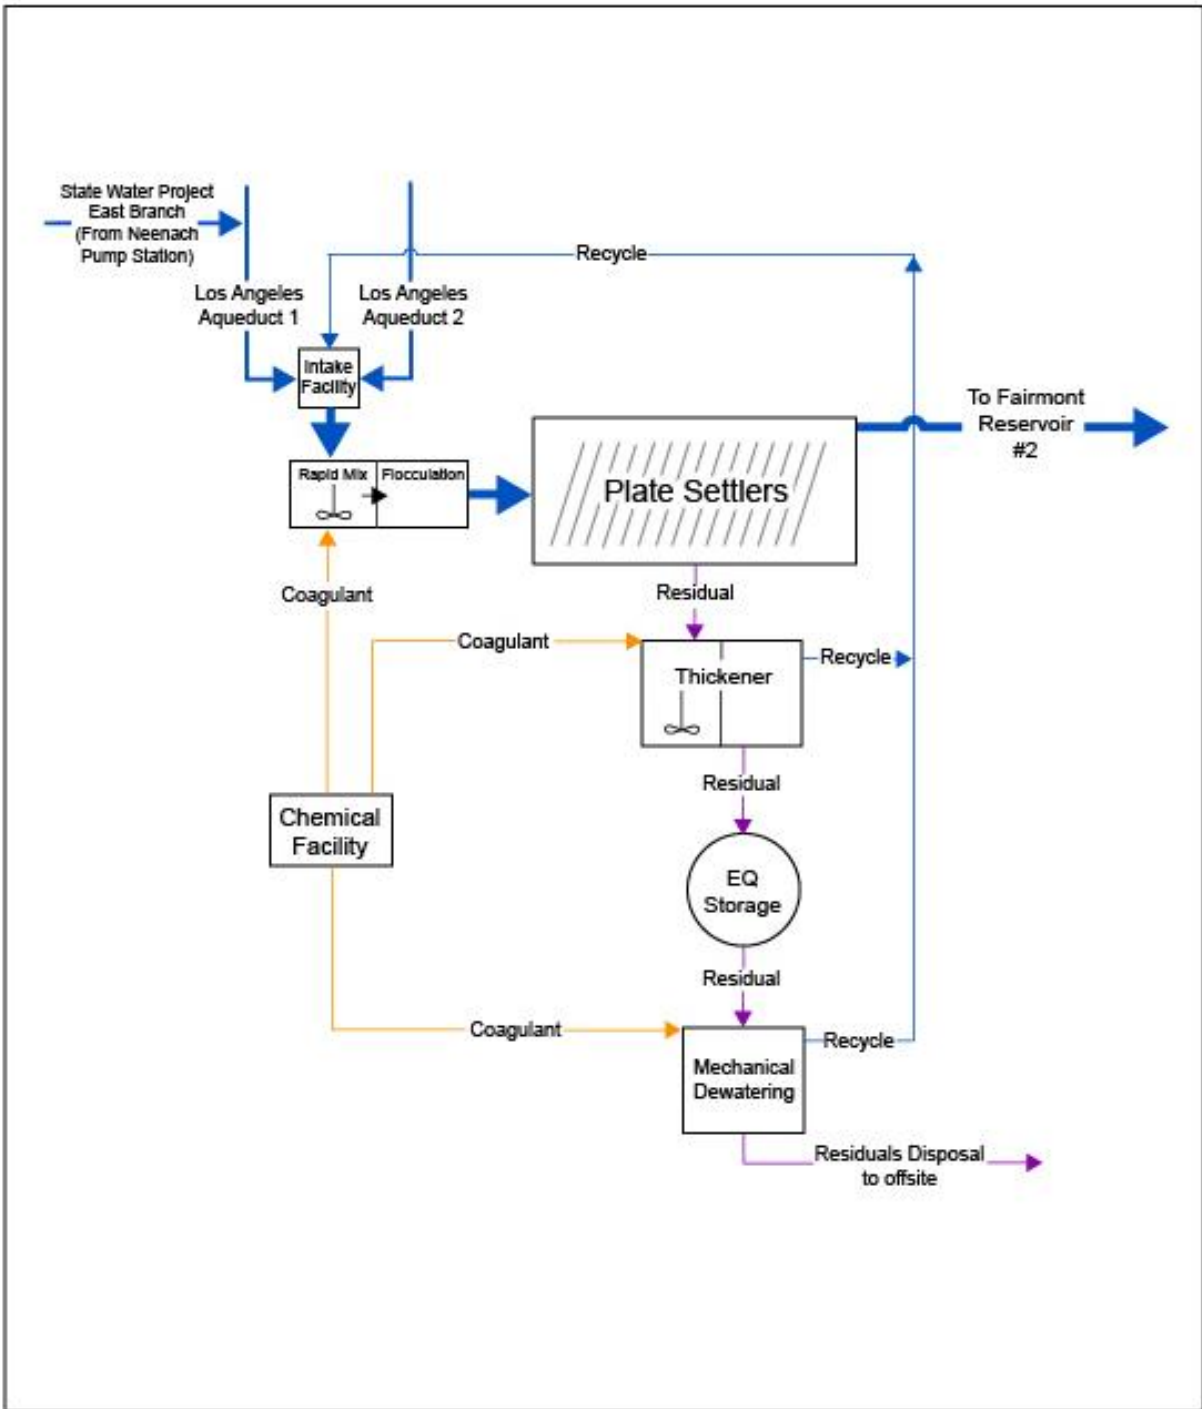 State Water Project
East Branch
(From Neenach
Pump Station)
Recycle
Los Angeles
Aqueduct 1
Los Angeles
Aqueduct 2
Intake
Facility
To Fairmont
Reservoir
#2
Rapid Mix
Flocculation
Plate Settlers
Coagulant
Residual
Coagulant
Recycle
Thickener
Residual
Chemical
Facility
EQ
Storage
Residual
Coagulant
Recycle
Mechanical
Dewatering
Residuals Disposal
to offsite